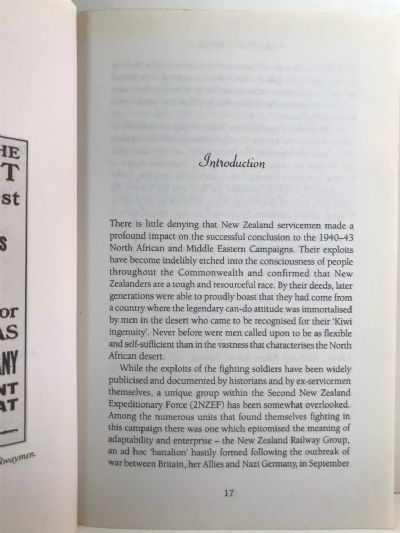 HE
T
st
s
or
AS
ANY
NT
AT
lwaymen.
Introduction
There is little denying that New Zealand servicemen made a
profound impact on the successful conclusion to the 1940–43
North African and Middle Eastern Campaigns. Their exploits
have become indelibly etched into the consciousness of people
throughout the Commonwealth and confirmed that New
Zealanders are a tough and resourceful race. By their deeds, later
generations were able to proudly boast that they had come from
a country where the legendary can-do attitude was immortalised
by men in the desert who came to be recognised for their 'Kiwi
ingenuity'. Never before were men called upon to be as flexible
and self-sufficient than in the vastness that characterises the North
African desert.
While the exploits of the fighting soldiers have been widely
publicised and documented by historians and by ex-servicemen
themselves, a unique group within the Second New Zealand
Expeditionary Force (2NZEF) has been somewhat overlooked.
Among the numerous units that found themselves fighting in
this campaign there was one which epitomised the meaning of
adaptability and enterprise – the New Zealand Railway Group,
an ad hoc 'battalion' hastily formed following the outbreak of
war between Britain, her Allies and Nazi Germany, in September
17